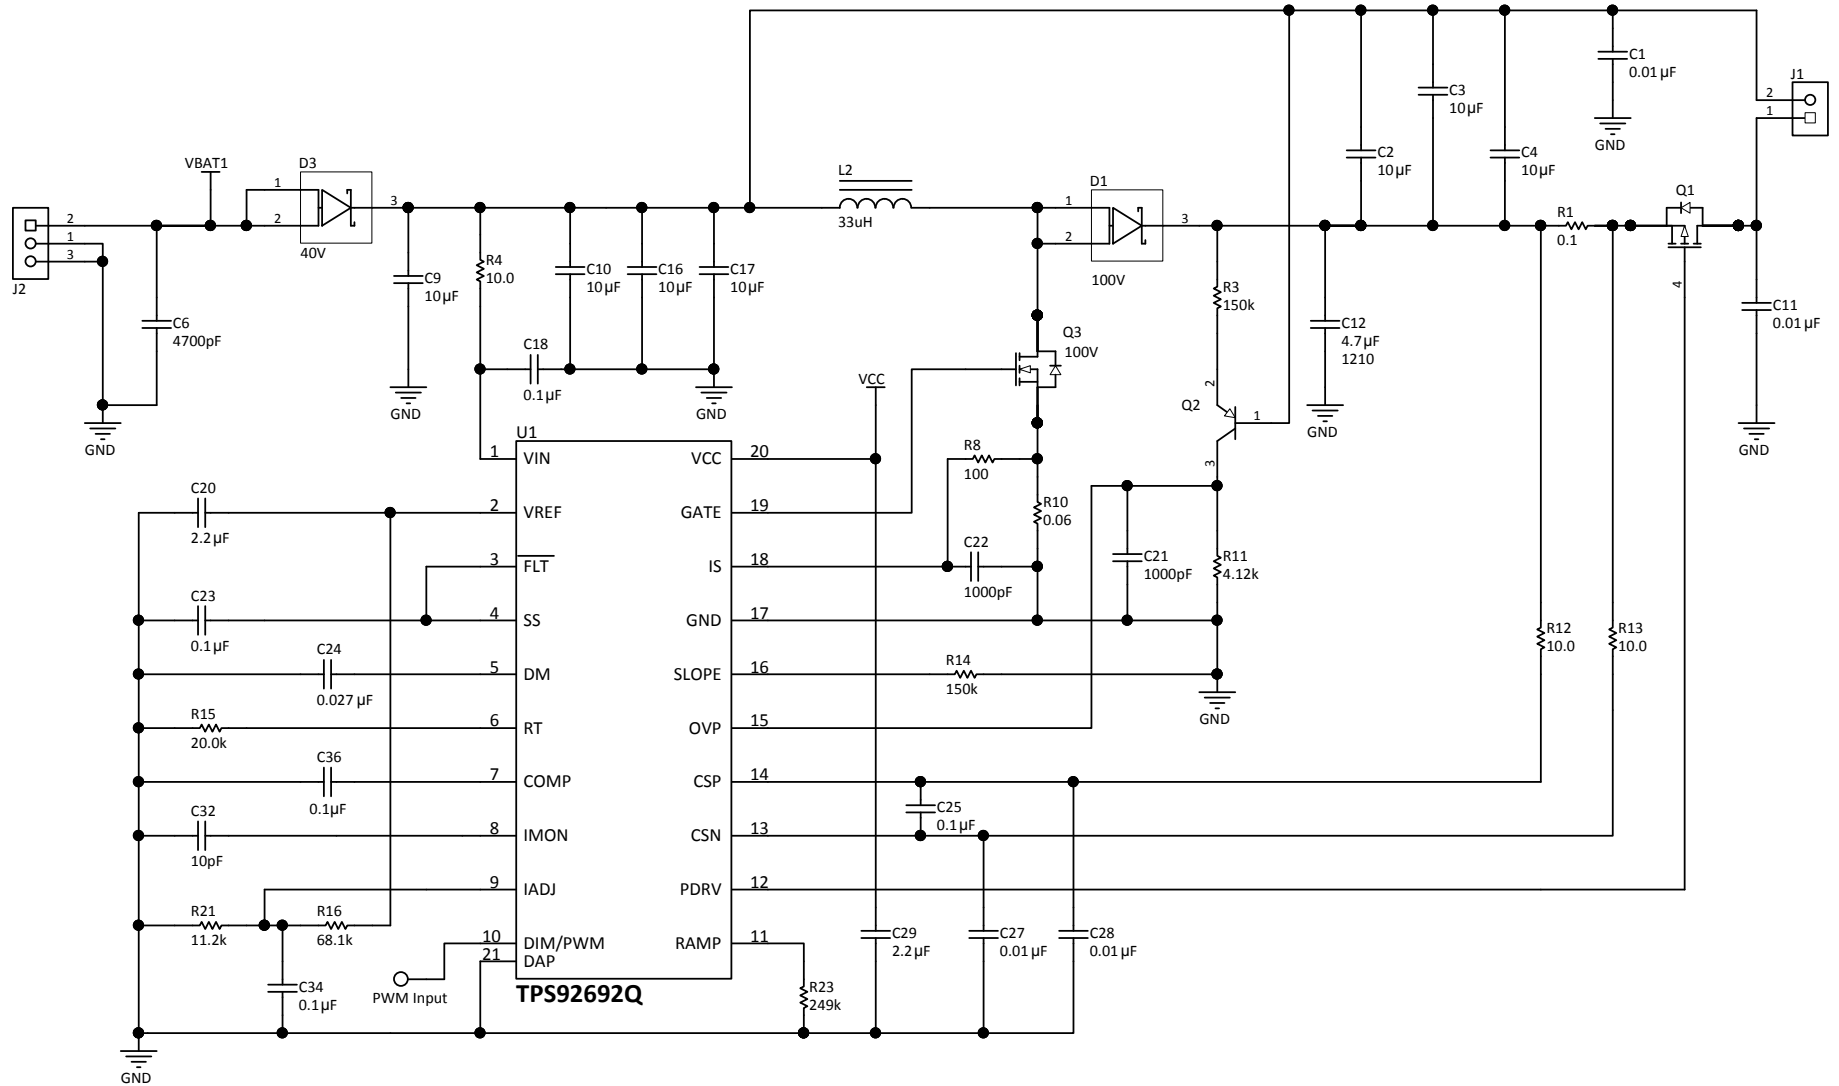 C1
0.01µF
GND
C3
10µF
J1
2
1
C2
10µF
C4
10µF
Q1
4
VBAT1
D3
1
2
3
40V
L2
33uH
D1
1
2
3
100V
R1
0.1
J2
2
1
3
C6
4700pF
GND
C9
10µF
GND
R4
10.0
C10
10µF
C16
10µF
C17
10µF
C18
0.1µF
GND
VCC
Q3
100V
R3
150k
Q2
2
1
3
C12
4.7µF
1210
GND
C11
0.01µF
GND
U1
1 VIN
2 VREF
3 FLT
4 SS
5 DM
6 RT
7 COMP
8 IMON
9 IADJ
10 DIM/PWM
21 DAP
VCC 20
GATE 19
IS 18
GND 17
SLOPE 16
OVP 15
CSP 14
CSN 13
PDRV 12
RAMP 11
TPS92692Q
C20
2.2µF
C23
0.1µF
C24
0.027µF
R15
20.0k
C36
0.1µF
C32
10pF
R21
11.2k
R16
68.1k
C34
0.1µF
PWM Input
GND
R8
100
R10
0.06
C22
1000pF
C21
1000pF
R11
4.12k
R14
150k
GND
R12
10.0
R13
10.0
C25
0.1µF
C29
2.2µF
C27
0.01µF
C28
0.01µF
R23
249k